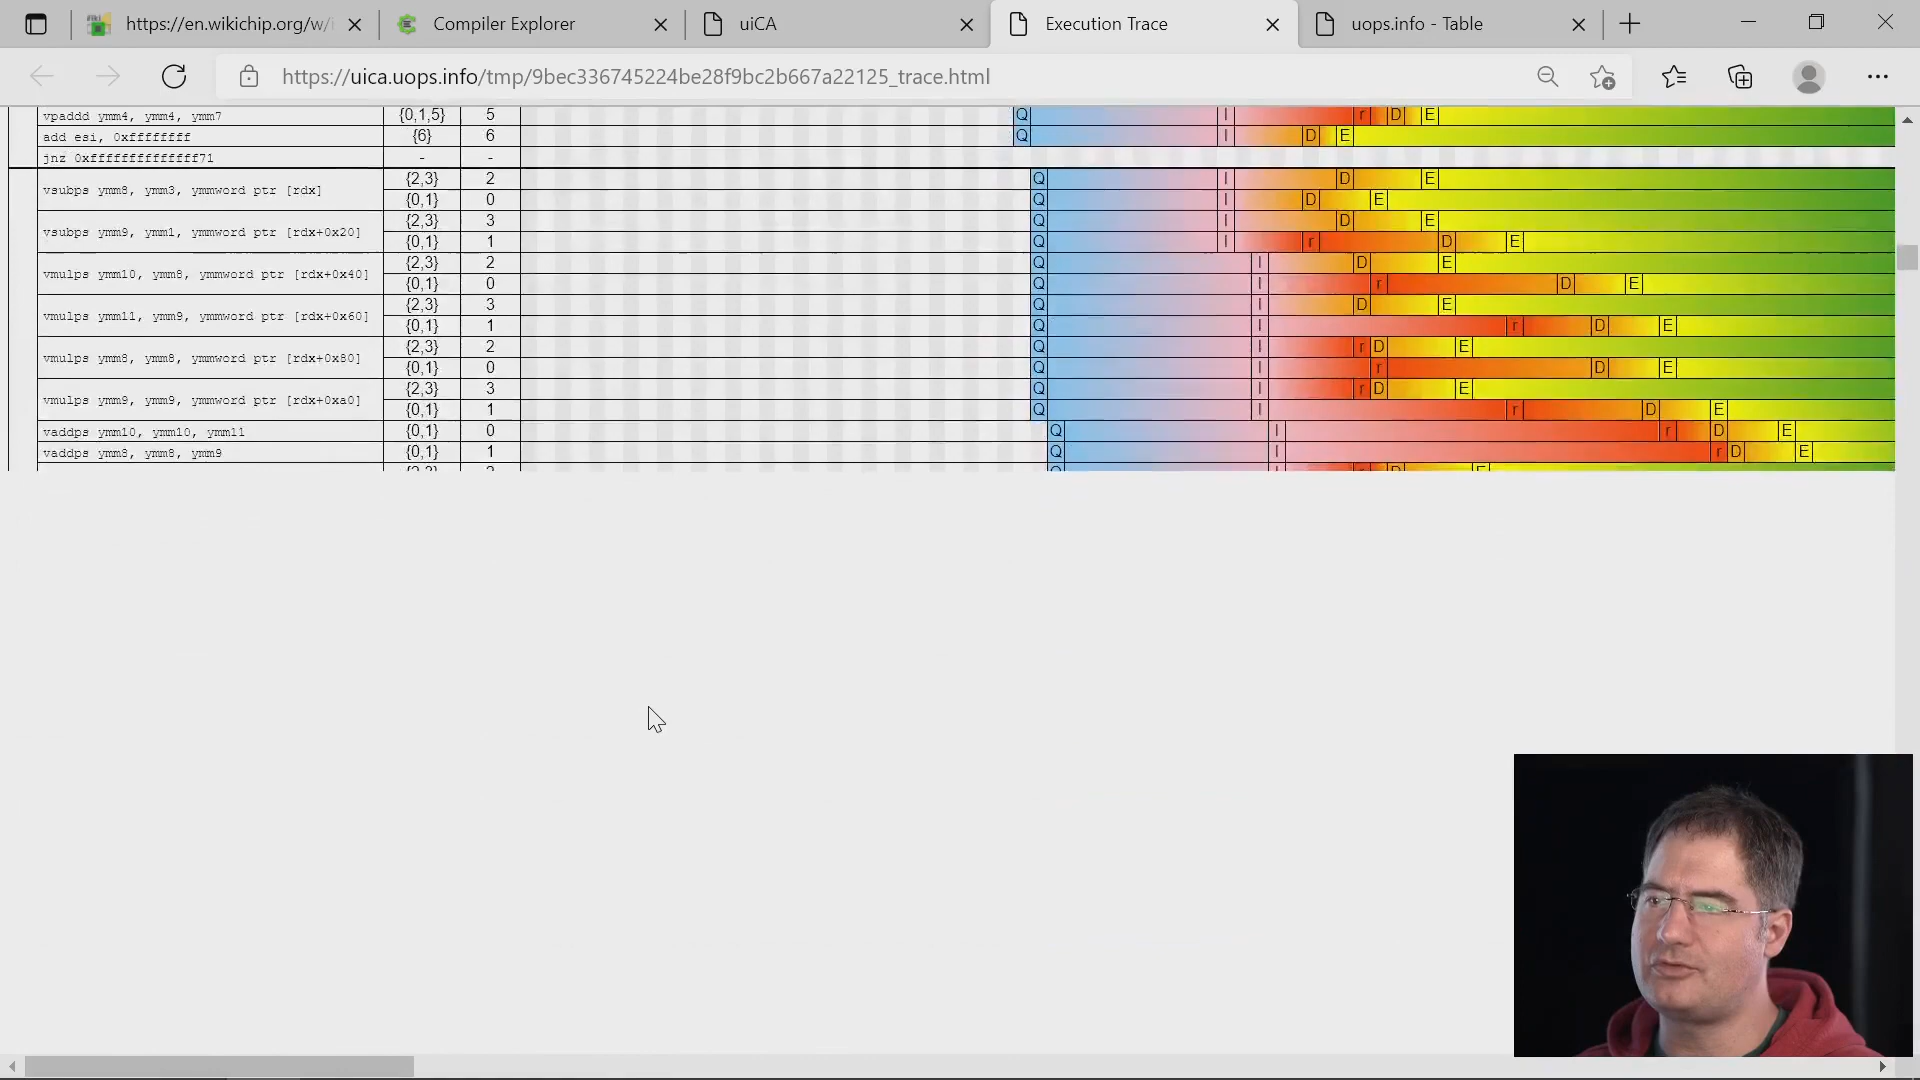 https://en.wikichip.org/w/i
Compiler Explorer
uiCA
Execution Trace
uops.info - Table
https://uica.uops.info/tmp/9bec336745224be28f9bc2b667a22125_trace.html
vpaddd ymm4, ymm4, ymm7 {0,1,5} 5 Q I r D E
add esi, 0xffffffff {6} 6 Q I D E
jnz 0xffffffffffffff71 - -
vsubps ymm8, ymm3, ymmword ptr [rdx] {2,3} 2 Q I D E
{0,1} 0 Q I D E
vsubps ymm9, ymm1, ymmword ptr [rdx+0x20] {2,3} 3 Q I D E
{0,1} 1 Q I r D E
vmulps ymm10, ymm8, ymmword ptr [rdx+0x40] {2,3} 2 Q I D E
{0,1} 0 Q I r D E
vmulps ymm11, ymm9, ymmword ptr [rdx+0x60] {2,3} 3 Q I D E
{0,1} 1 Q I r D E
vmulps ymm8, ymm8, ymmword ptr [rdx+0x80] {2,3} 2 Q I r D E
{0,1} 0 Q I r D E
vmulps ymm9, ymm9, ymmword ptr [rdx+0xa0] {2,3} 3 Q I r D E
{0,1} 1 Q I r D E
vaddps ymm10, ymm10, ymm11 {0,1} 0 Q I r D E
vaddps ymm8, ymm8, ymm9 {0,1} 1 Q I r D E